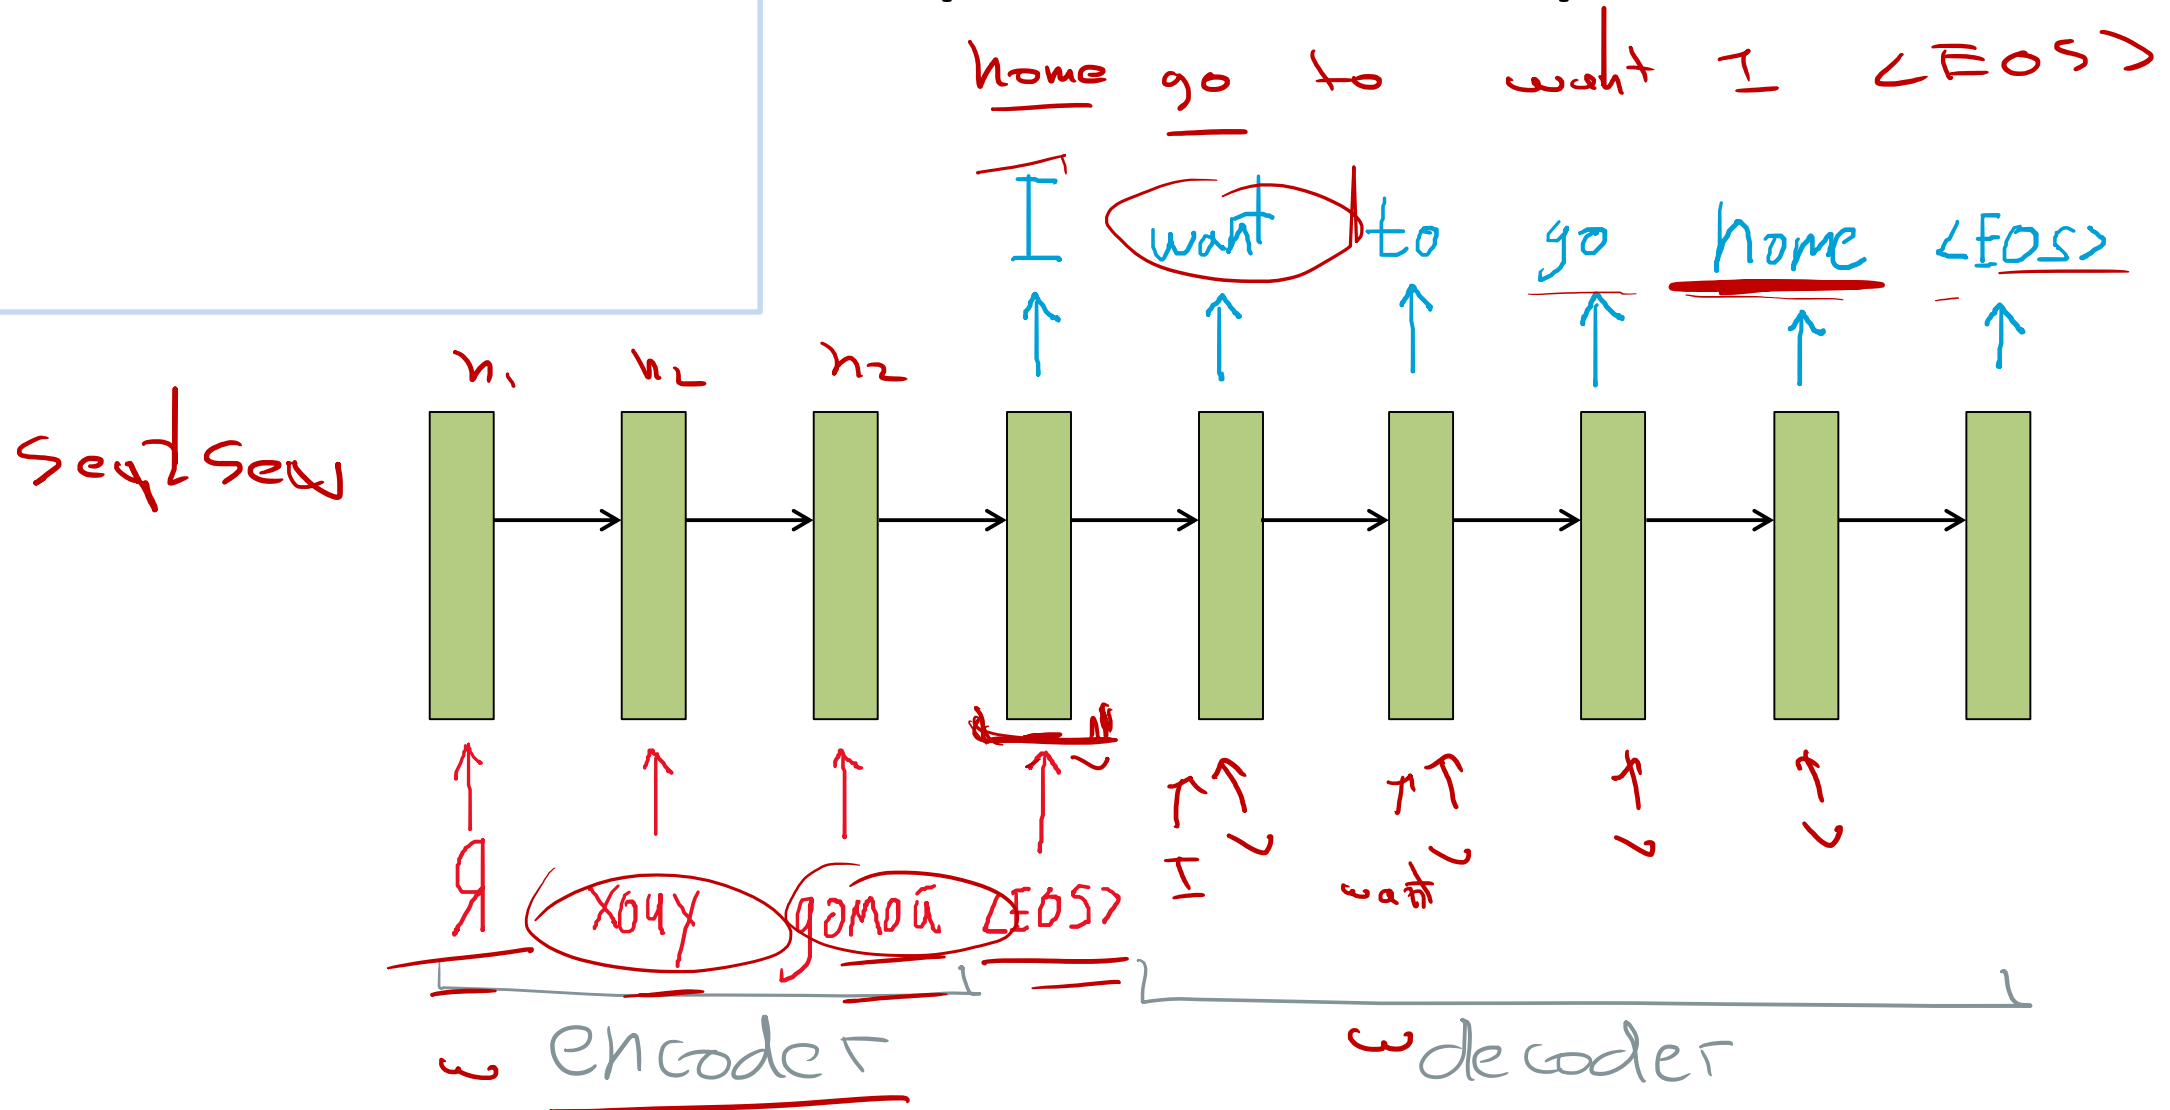 home go to want I <EOS>
I want to go home <EOS>
h₁ h₂ h₂
Seq2Seq
I want
Я хочу домой <EOS>
encoder decoder